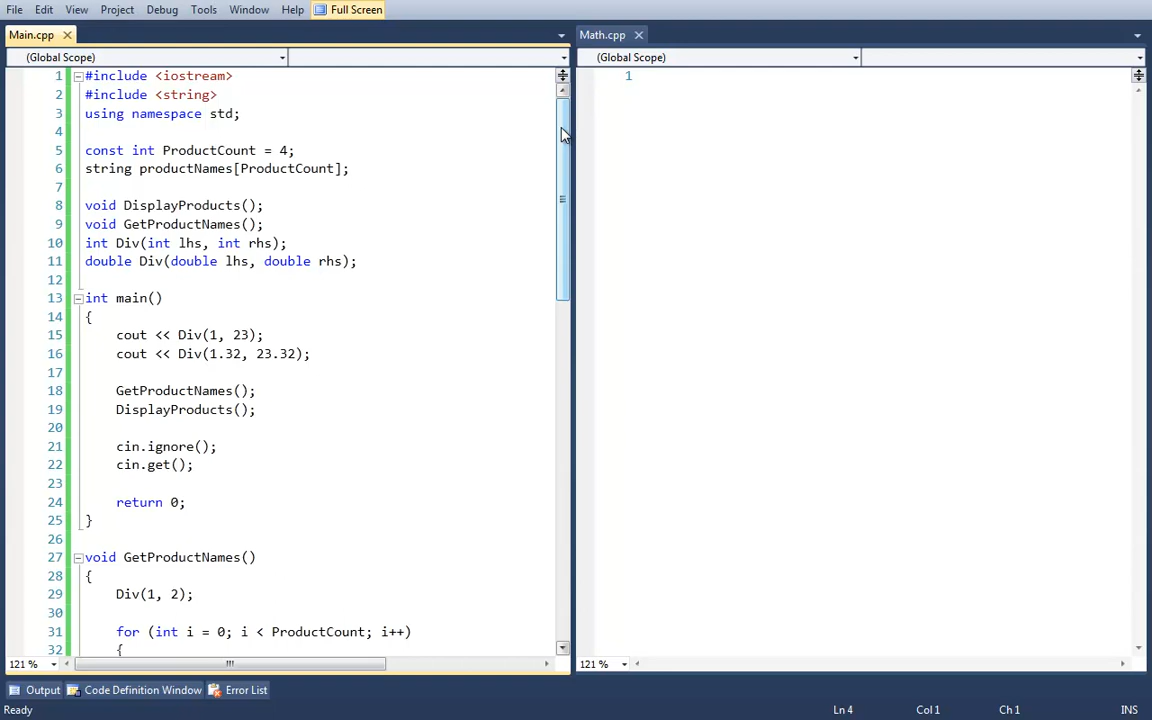 File Edit View Project Debug Tools Window Help Full Screen
Main.cpp
Math.cpp
(Global Scope)
(Global Scope)
1 #include <iostream>
2 #include <string>
3 using namespace std;
4
5 const int ProductCount = 4;
6 string productNames[ProductCount];
7
8 void DisplayProducts();
9 void GetProductNames();
10 int Div(int lhs, int rhs);
11 double Div(double lhs, double rhs);
12
13 int main()
14 {
15 cout << Div(1, 23);
16 cout << Div(1.32, 23.32);
17
18 GetProductNames();
19 DisplayProducts();
20
21 cin.ignore();
22 cin.get();
23
24 return 0;
25 }
26
27 void GetProductNames()
28 {
29 Div(1, 2);
30
31 for (int i = 0; i < ProductCount; i++)
32 {
1
121 %
121 %
Output Code Definition Window Error List
Ready Ln 4 Col 1 Ch 1 INS